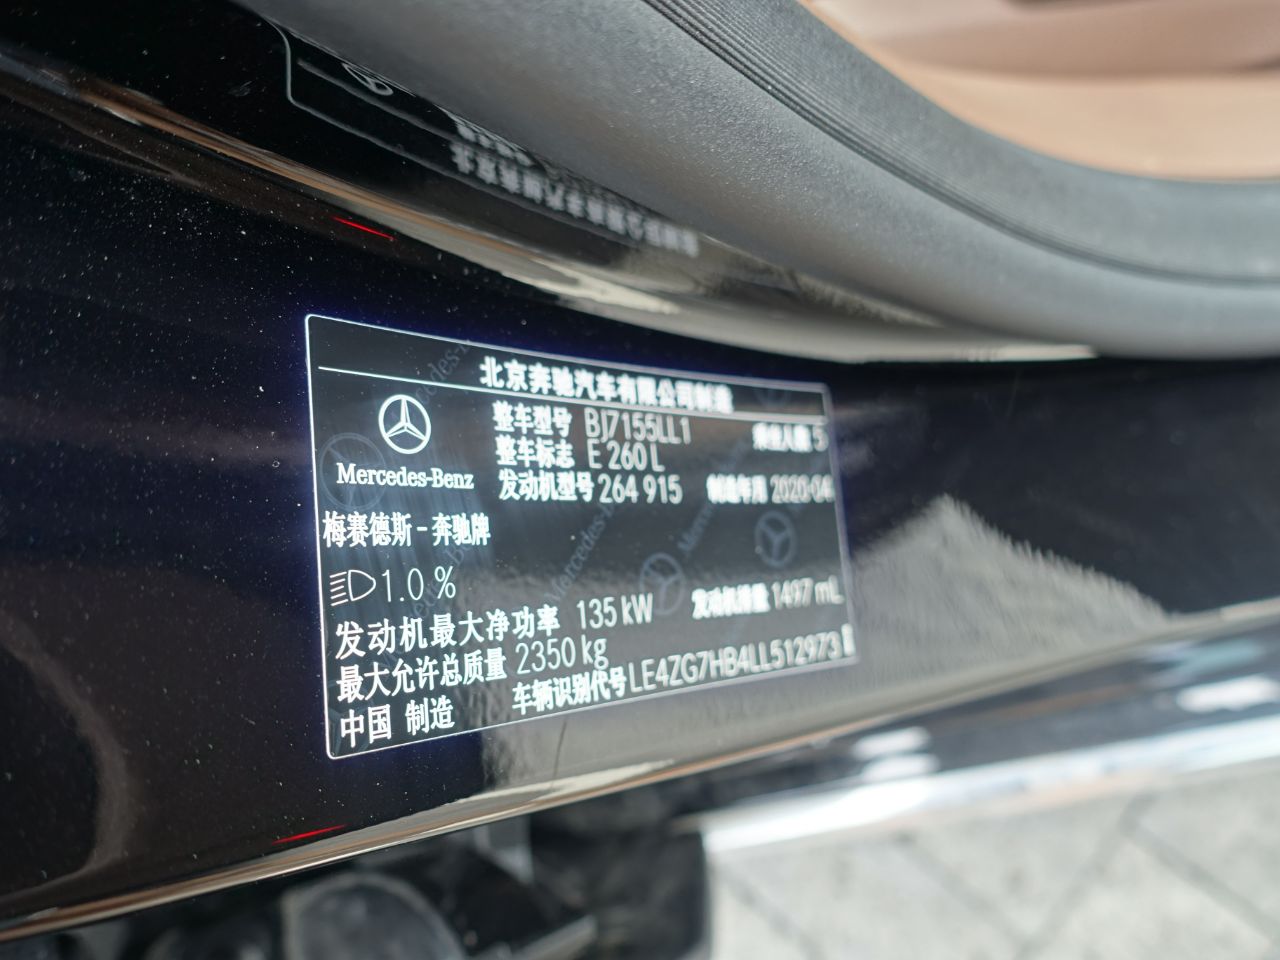 北京奔驰汽车有限公司制造
Mercedes-Benz
整车型号 BJ7155LL1 乘坐人数 5
整车标志 E 260 L
发动机型号 264 915 制造年月 2020-04
梅赛德斯-奔驰牌
1.0 %
发动机最大净功率 135 kW 发动机排量 1497 mL
最大允许总质量 2350 kg
中国 制造 车辆识别代号 LE4ZG7HB4LL512973